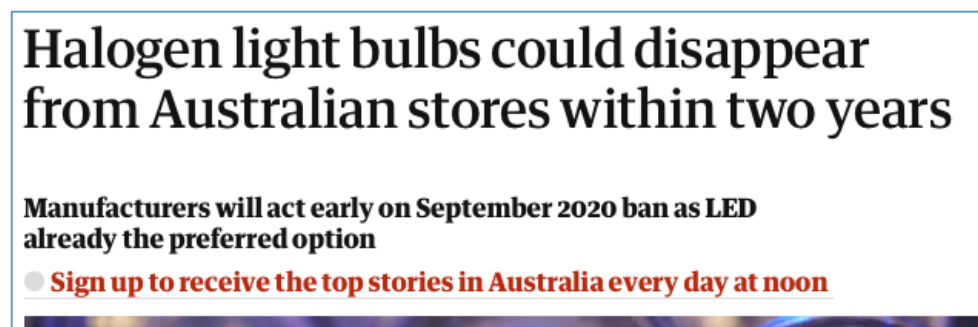 Halogen light bulbs could disappear
from Australian stores within two years
Manufacturers will act early on September 2020 ban as LED
already the preferred option
Sign up to receive the top stories in Australia every day at noon